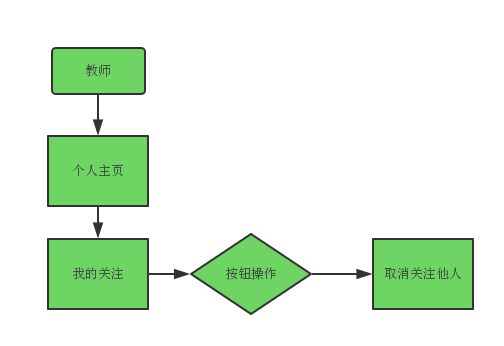 教师
个人主页
我的关注
按钮操作
取消关注他人